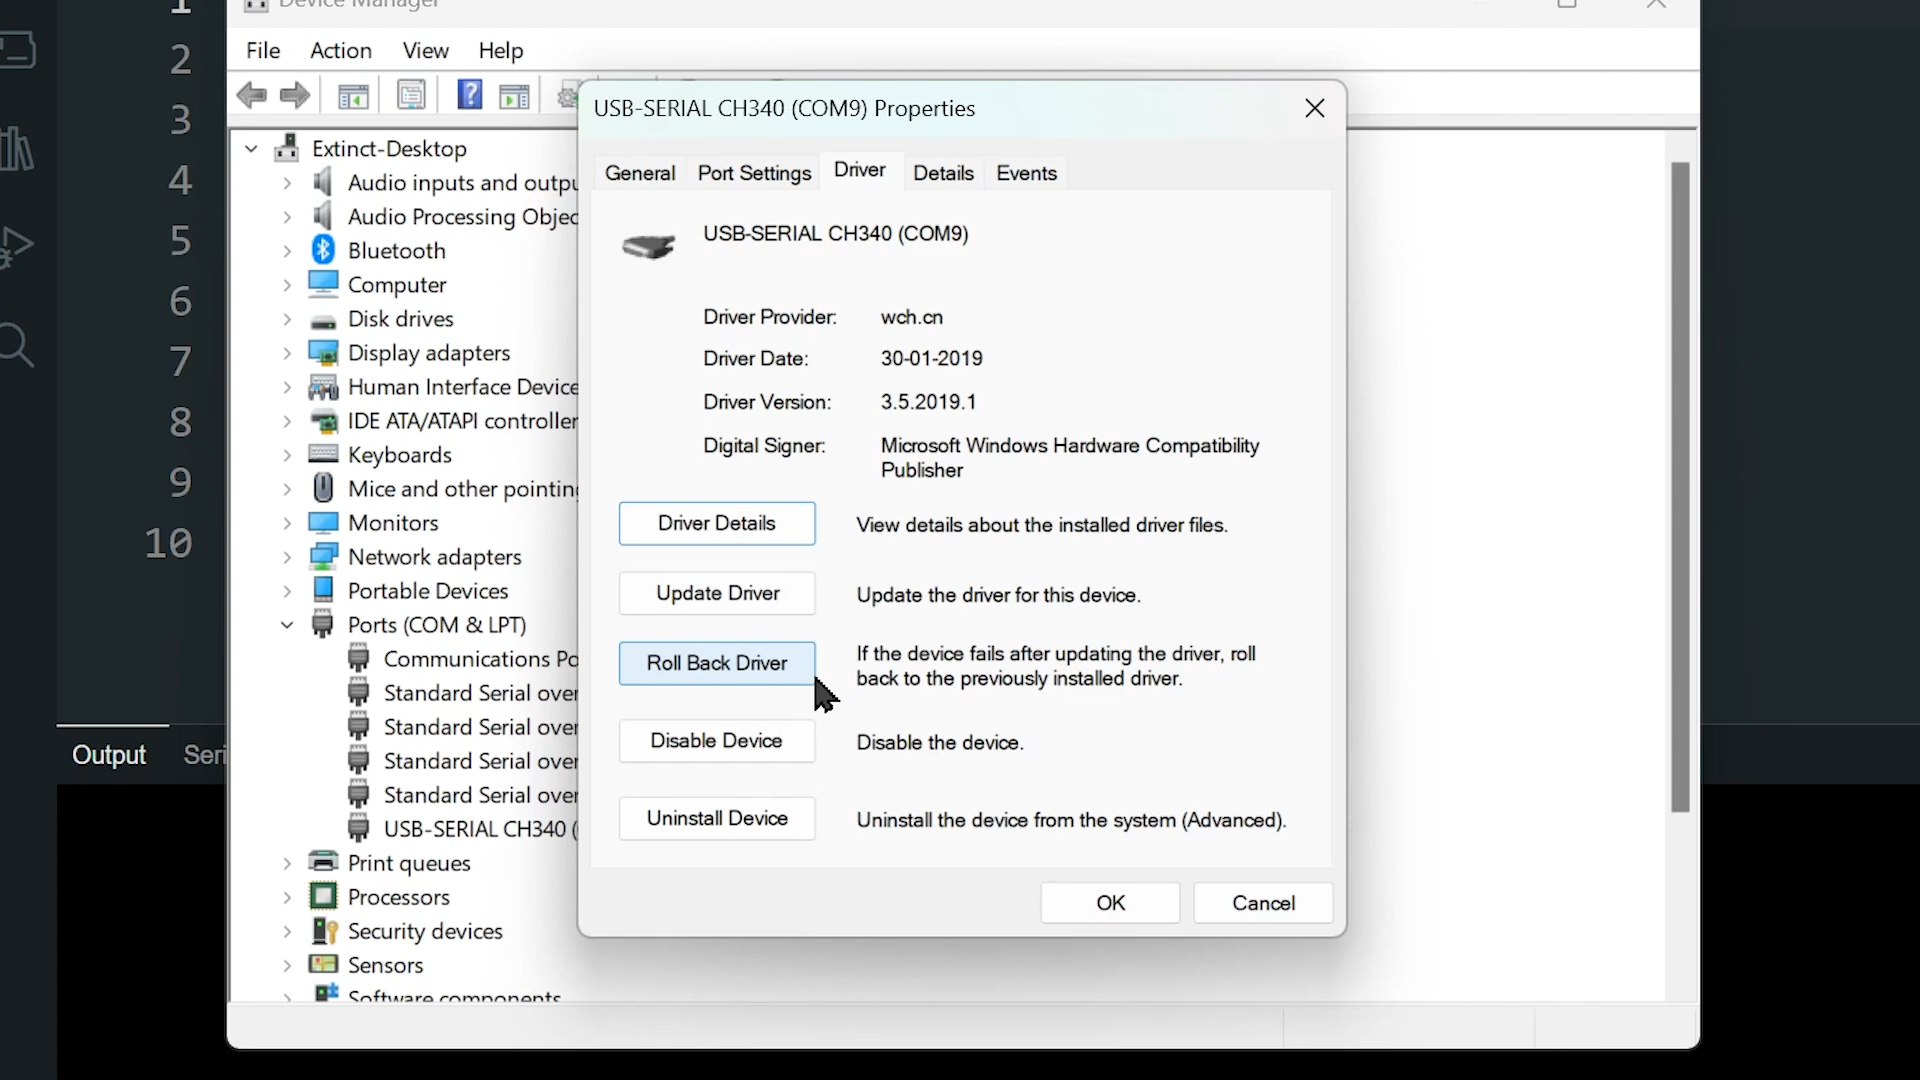 Device Manager
File Action View Help
Extinct-Desktop
Audio inputs and outpu
Audio Processing Objec
Bluetooth
Computer
Disk drives
Display adapters
Human Interface Device
IDE ATA/ATAPI controller
Keyboards
Mice and other pointing
Monitors
Network adapters
Portable Devices
Ports (COM & LPT)
Communications Po
Standard Serial over
Standard Serial over
Standard Serial over
Standard Serial over
USB-SERIAL CH340 (
Print queues
Processors
Security devices
Sensors
Software components
USB-SERIAL CH340 (COM9) Properties
General Port Settings Driver Details Events
USB-SERIAL CH340 (COM9)
Driver Provider: wch.cn
Driver Date: 30-01-2019
Driver Version: 3.5.2019.1
Digital Signer: Microsoft Windows Hardware Compatibility
Publisher
Driver Details View details about the installed driver files.
Update Driver Update the driver for this device.
Roll Back Driver If the device fails after updating the driver, roll
back to the previously installed driver.
Disable Device Disable the device.
Uninstall Device Uninstall the device from the system (Advanced).
OK Cancel
1
2
3
4
5
6
7
8
9
10
Output Seri